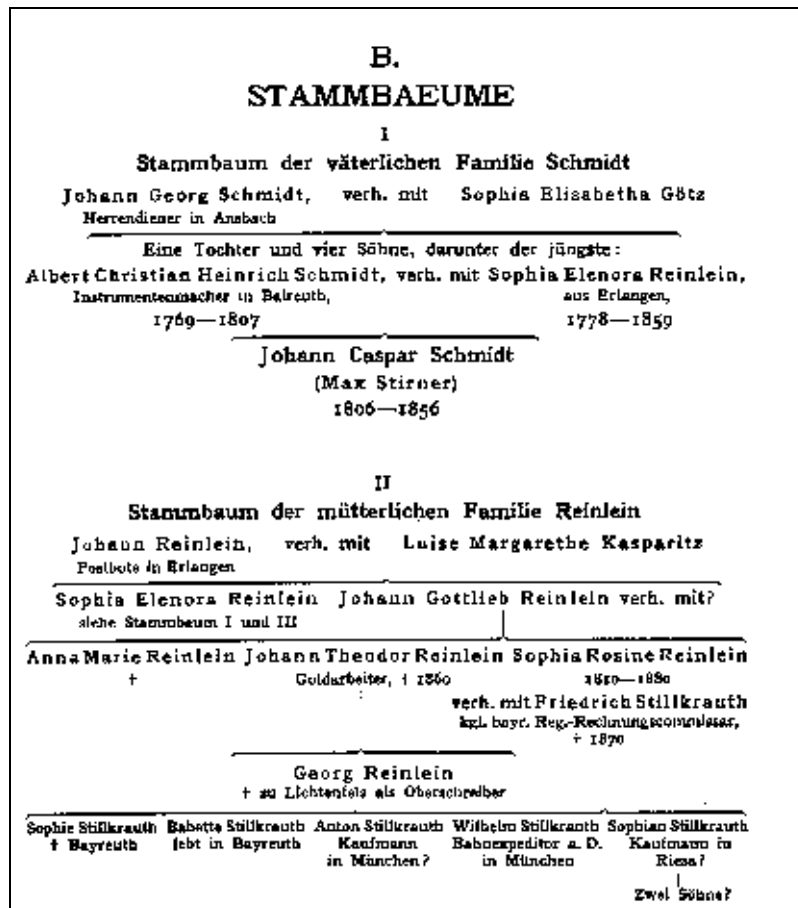 B.
STAMMBAEUME
I
Stammbaum der väterlichen Familie Schmidt
Johann Georg Schmidt, verh. mit Sophia Elisabetha Götz
Herrendiener in Ansbach
Eine Tochter und vier Söhne, darunter der jüngste:
Albert Christian Heinrich Schmidt, verh. mit Sophia Elenora Reinlein,
Instrumentenmacher in Baireuth, aus Erlangen,
1769—1807 1778—1859
Johann Caspar Schmidt
(Max Stirner)
1806—1856
II
Stammbaum der mütterlichen Familie Reinlein
Johann Reinlein, verh. mit Luise Margarethe Kasparitz
Postbote in Erlangen
Sophia Elenora Reinlein Johann Gottlieb Reinlein verh. mit?
siehe Stammbaum I und III
Anna Marie Reinlein Johann Theodor Reinlein Sophia Rosine Reinlein
† Goldarbeiter, † 1860 1810—1880
verh. mit Friedrich Stillkrauth
kgl. bayr. Reg.-Rechnungscommissar,
† 1870
Georg Reinlein
† zu Lichtenfels als Oberschreiber
Sophie Stillkrauth Babette Stillkrauth Anton Stillkrauth Wilhelm Stillkrauth Sophian Stillkrauth
† Bayreuth lebt in Bayreuth Kaufmann Bahnexpeditor a. D. Kaufmann in
in München? in München Riesa?
Zwei Söhne?